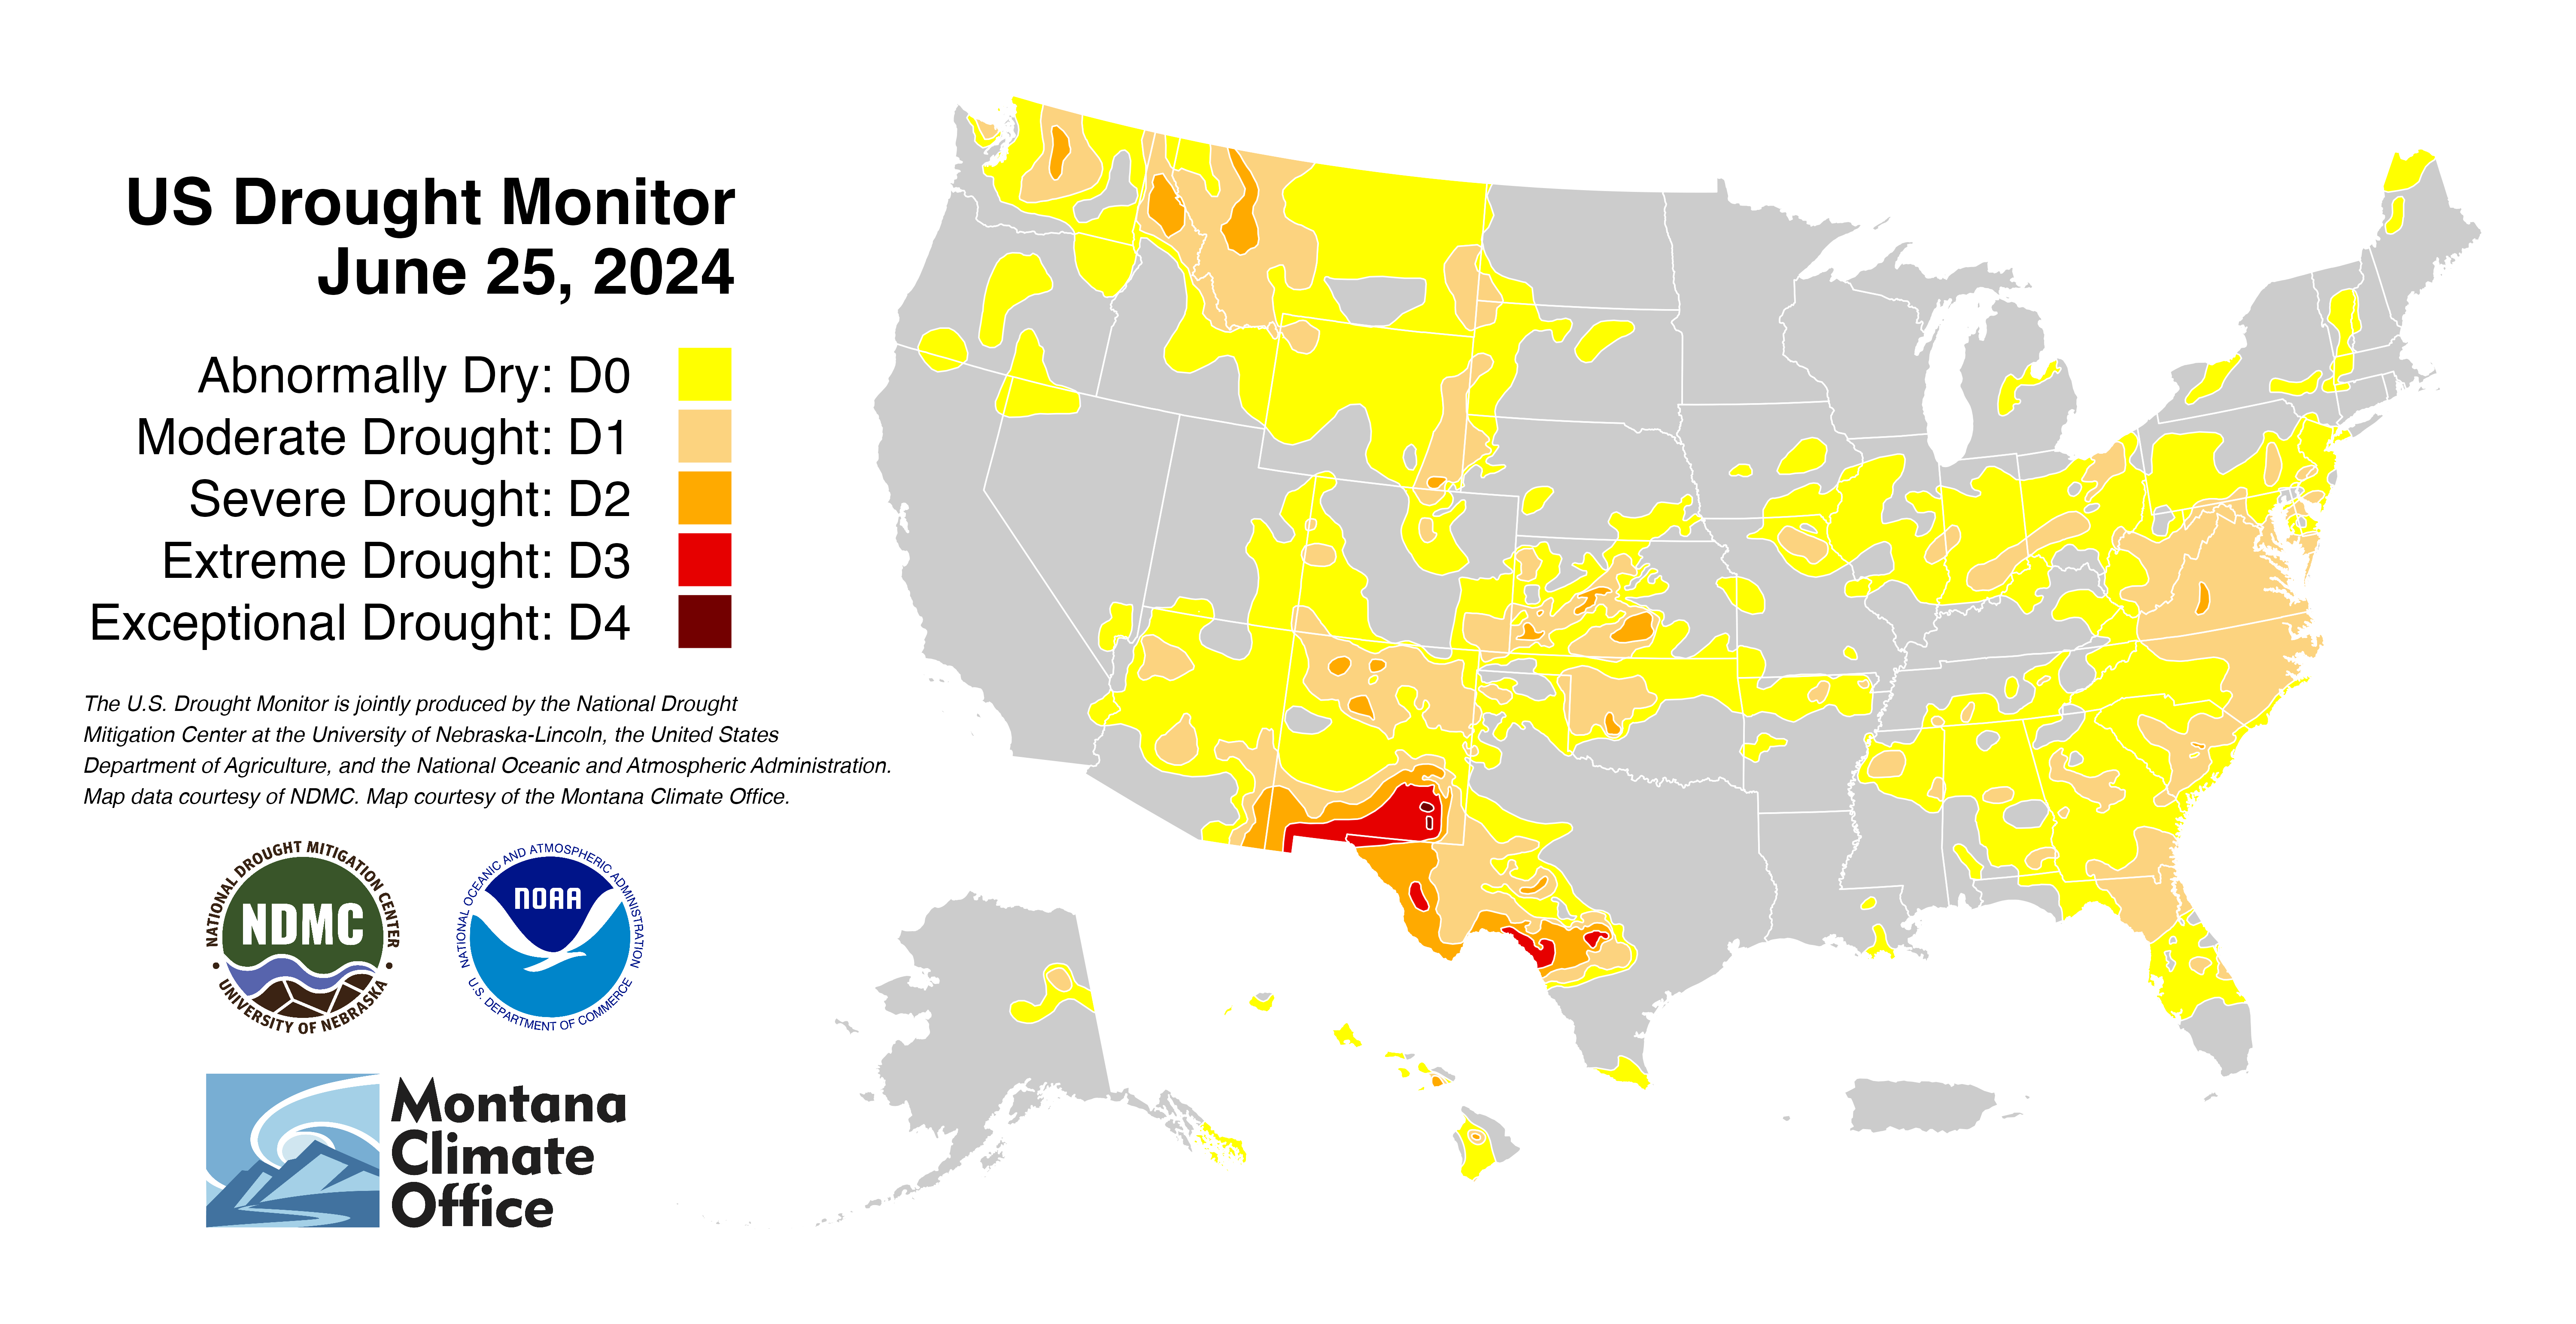 US Drought Monitor
June 25, 2024
Abnormally Dry: D0
Moderate Drought: D1
Severe Drought: D2
Extreme Drought: D3
Exceptional Drought: D4
The U.S. Drought Monitor is jointly produced by the National Drought
Mitigation Center at the University of Nebraska-Lincoln, the United States
Department of Agriculture, and the National Oceanic and Atmospheric Administration.
Map data courtesy of NDMC. Map courtesy of the Montana Climate Office.
NATIONAL DROUGHT MITIGATION CENTER
NDMC
UNIVERSITY OF NEBRASKA
NATIONAL OCEANIC AND ATMOSPHERIC ADMINISTRATION
NOAA
U.S. DEPARTMENT OF COMMERCE
Montana
Climate
Office